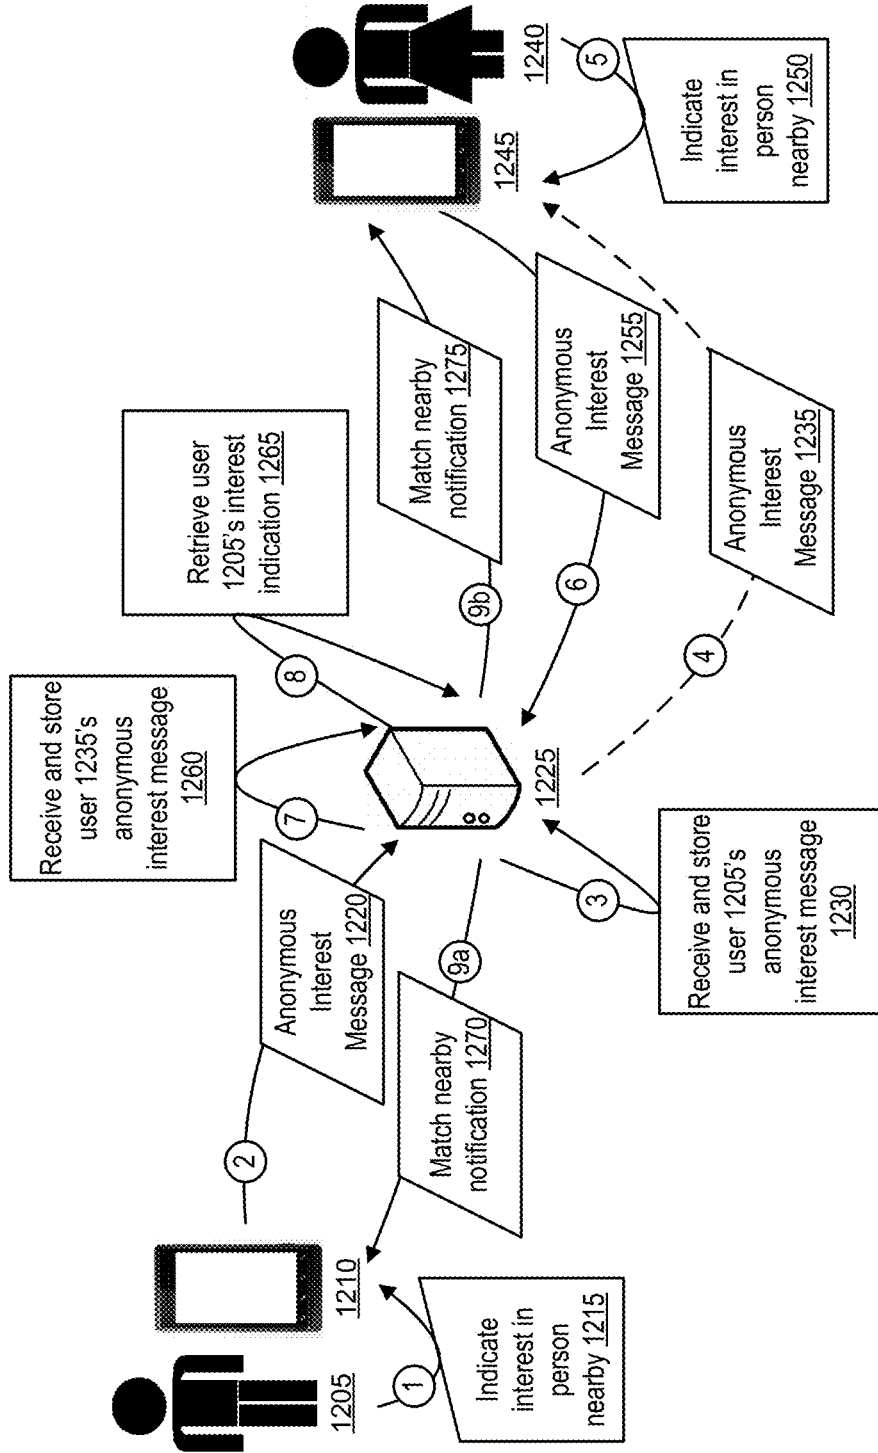 1205
1210
1
Indicate
interest in
person
nearby 1215
2
Anonymous
Interest
Message 1220
Match nearby
notification 1270
9a
Receive and store
user 1235's
anonymous
interest message
1260
7
8
Retrieve user
1205's interest
indication 1265
1225
3
Receive and store
user 1205's
anonymous
interest message
1230
9b
Match nearby
notification 1275
6
Anonymous
Interest
Message 1255
4
Anonymous
Interest
Message 1235
1245
1240
5
Indicate
interest in
person
nearby 1250